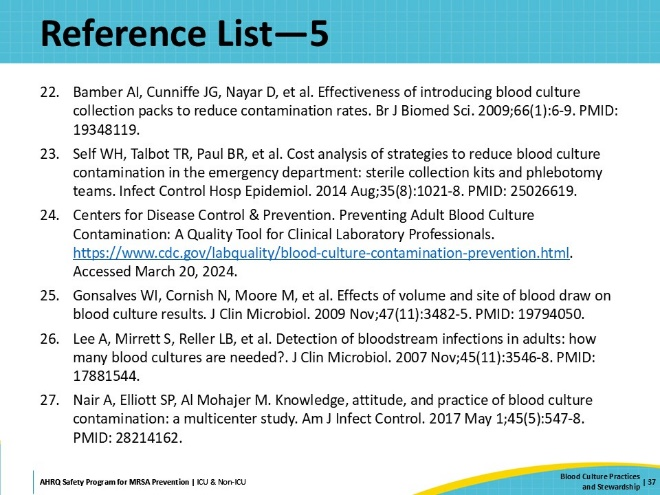 Reference List—5
22. Bamber AI, Cunniffe JG, Nayar D, et al. Effectiveness of introducing blood culture
collection packs to reduce contamination rates. Br J Biomed Sci. 2009;66(1):6-9. PMID:
19348119.
23. Self WH, Talbot TR, Paul BR, et al. Cost analysis of strategies to reduce blood culture
contamination in the emergency department: sterile collection kits and phlebotomy
teams. Infect Control Hosp Epidemiol. 2014 Aug;35(8):1021-8. PMID: 25026619.
24. Centers for Disease Control & Prevention. Preventing Adult Blood Culture
Contamination: A Quality Tool for Clinical Laboratory Professionals.
https://www.cdc.gov/labquality/blood-culture-contamination-prevention.html.
Accessed March 20, 2024.
25. Gonsalves WI, Cornish N, Moore M, et al. Effects of volume and site of blood draw on
blood culture results. J Clin Microbiol. 2009 Nov;47(11):3482-5. PMID: 19794050.
26. Lee A, Mirrett S, Reller LB, et al. Detection of bloodstream infections in adults: how
many blood cultures are needed?. J Clin Microbiol. 2007 Nov;45(11):3546-8. PMID:
17881544.
27. Nair A, Elliott SP, Al Mohajer M. Knowledge, attitude, and practice of blood culture
contamination: a multicenter study. Am J Infect Control. 2017 May 1;45(5):547-8.
PMID: 28214162.
AHRQ Safety Program for MRSA Prevention | ICU & Non-ICU
Blood Culture Practices
and Stewardship | 37